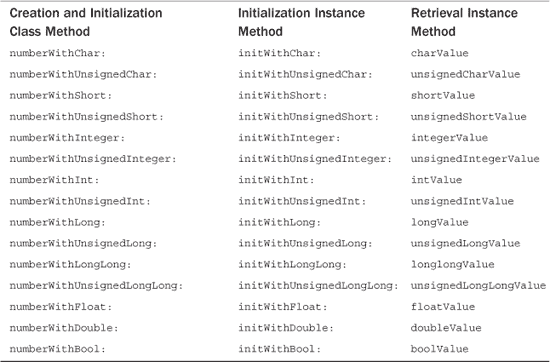 Creation and Initialization Class Method | Initialization Instance Method | Retrieval Instance Method
numberWithChar: initWithChar: charValue
numberWithUnsignedChar: initWithUnsignedChar: unsignedCharValue
numberWithShort: initWithShort: shortValue
numberWithUnsignedShort: initWithUnsignedShort: unsignedShortValue
numberWithInteger: initWithInteger: integerValue
numberWithUnsignedInteger: initWithUnsignedInteger: unsignedIntegerValue
numberWithInt: initWithInt: intValue
numberWithUnsignedInt: initWithUnsignedInt: unsignedIntValue
numberWithLong: initWithLong: longValue
numberWithUnsignedLong: initWithUnsignedLong: unsignedLongValue
numberWithLongLong: initWithLongLong: longlongValue
numberWithUnsignedLongLong: initWithUnsignedLongLong: unsignedLongLongValue
numberWithFloat: initWithFloat: floatValue
numberWithDouble: initWithDouble: doubleValue
numberWithBool: initWithBool: boolValue